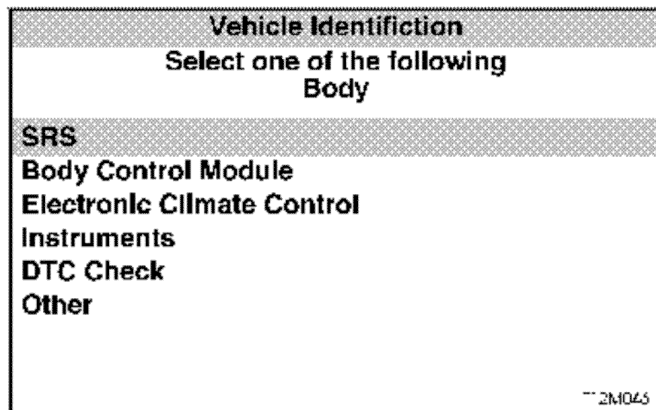 Vehicle Identifiction
Select one of the following
Body
SRS
Body Control Module
Electronic Climate Control
Instruments
DTC Check
Other